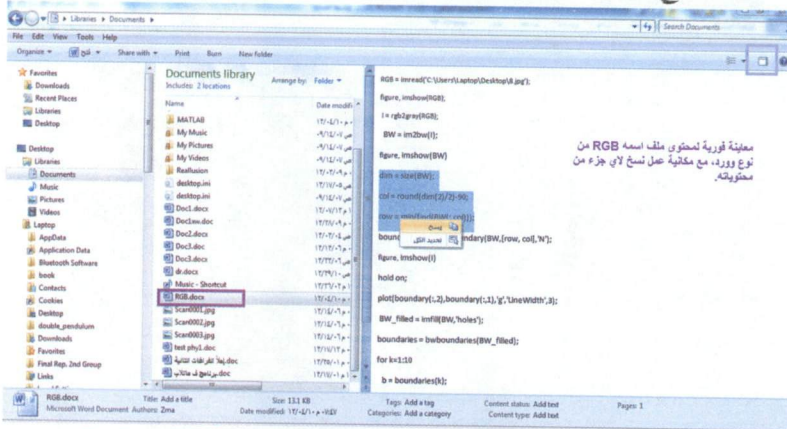 Libraries ▸ Documents ▸
Search Documents
File Edit View Tools Help
Organize فتح Share with Print Burn New folder
Favorites
Downloads
Recent Places
Libraries
Desktop
Desktop
Libraries
Documents
Music
Pictures
Videos
Laptop
AppData
Application Data
Bluetooth Software
book
Contacts
Cookies
Desktop
double_pendulum
Downloads
Favorites
Final Rep. 2nd Group
Links
Documents library
Includes: 2 locations
Arrange by: Folder
Name
Date modifi
MATLAB
My Music
My Pictures
My Videos
Reallusion
desktop.ini
desktop.ini
Doc1.docx
Doc1xw.doc
Doc2.docx
Doc3.doc
Doc3.docx
dr.docx
Music - Shortcut
RGB.docx
Scan0001.jpg
Scan0002.jpg
Scan0003.jpg
test phy1.doc
RGB = imread('C:\Users\Laptop\Desktop\8.jpg');
figure, imshow(RGB);
I = rgb2gray(RGB);
BW = im2bw(I);
figure, imshow(BW)
dim = size(BW);
col = round(dim(2)/2)-90;
نسخ
تحديد الكل
ndary(BW,[row, col],'N');
figure, imshow(I)
hold on;
plot(boundary(:,2),boundary(:,1),'g','LineWidth',3);
BW_filled = imfill(BW,'holes');
boundaries = bwboundaries(BW_filled);
for k=1:10
b = boundaries{k};
معاينة فورية لمحتوى ملف اسمه RGB من
نوع وورد، مع مكانية عمل نسخ لاي جزء من
محتوياته.
RGB.docx
Microsoft Word Document
Title: Add a title
Authors: Zma
Size: 13.1 KB
Date modified:
Tags: Add a tag
Categories: Add a category
Content status: Add text
Content type: Add text
Pages: 1